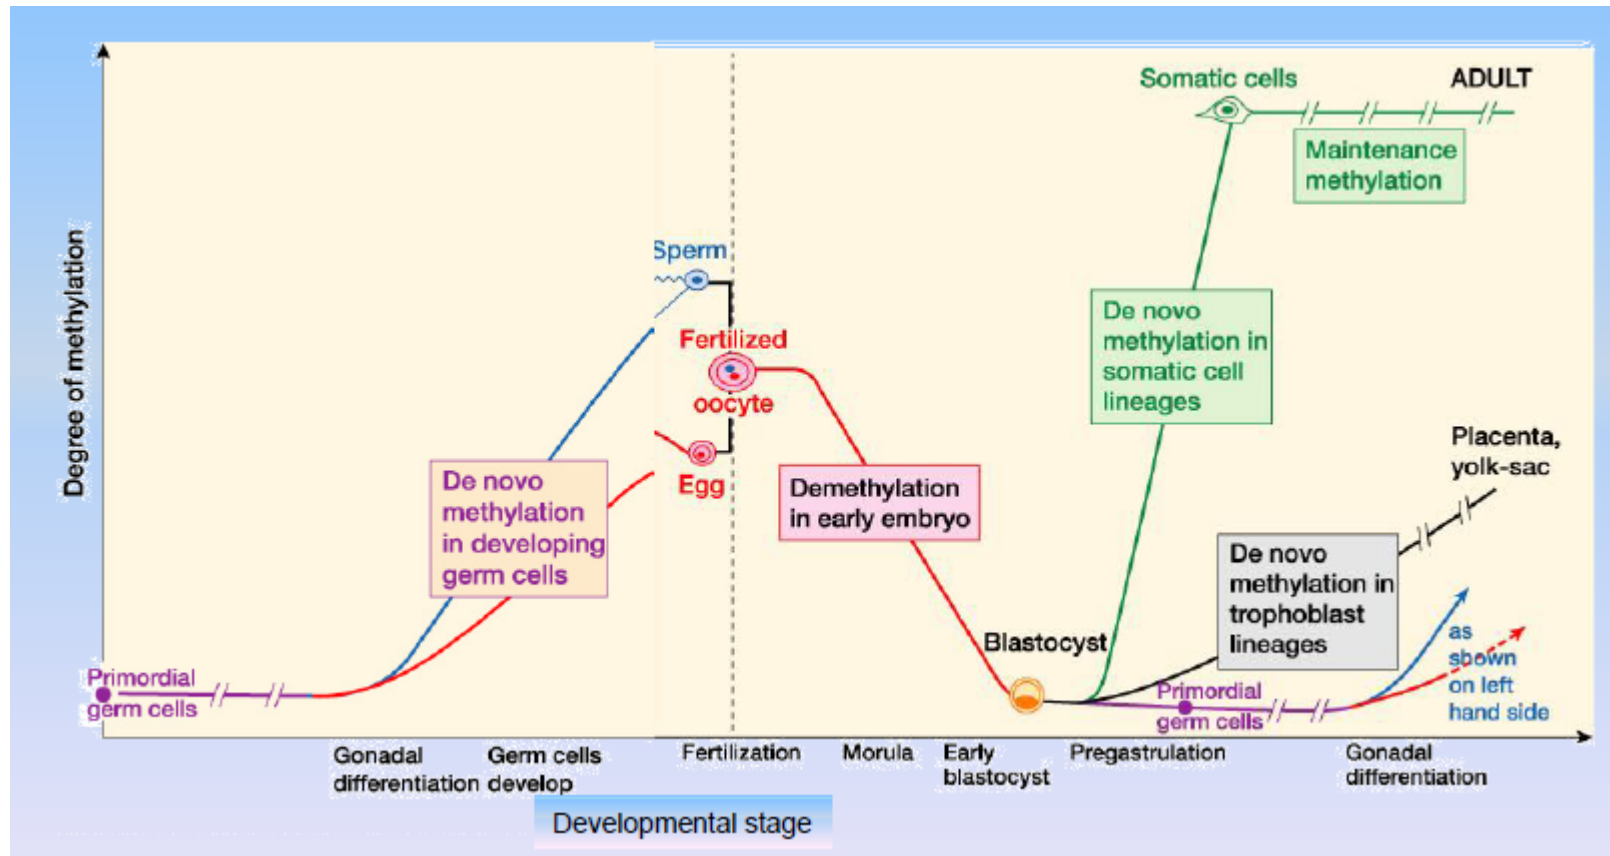 Degree of methylation
Primordial
germ cells
De novo
methylation
in developing
germ cells
Sperm
Fertilized
oocyte
Egg
Demethylation
in early embryo
Blastocyst
Somatic cells
ADULT
Maintenance
methylation
De novo
methylation in
somatic cell
lineages
Placenta,
yolk-sac
De novo
methylation in
trophoblast
lineages
Primordial
germ cells
as
shown
on left
hand side
Gonadal
differentiation
Germ cells
develop
Fertilization
Morula
Early
blastocyst
Pregastrulation
Gonadal
differentiation
Developmental stage